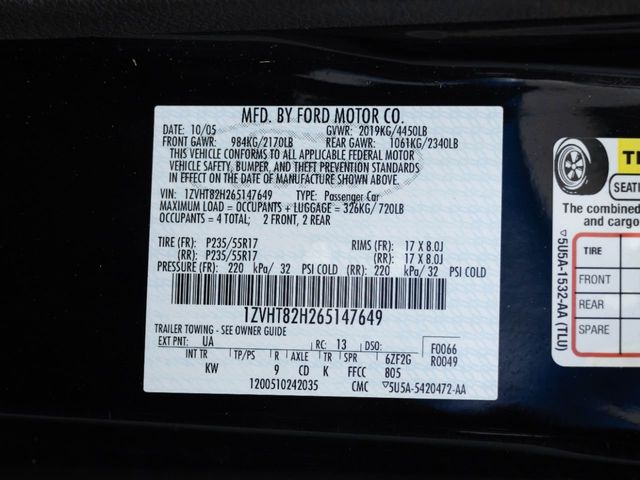 MFD. BY FORD MOTOR CO.
DATE: 10/05 GVWR: 2019KG/4450LB
FRONT GAWR: 984KG/2170LB REAR GAWR: 1061KG/2340LB
THIS VEHICLE CONFORMS TO ALL APPLICABLE FEDERAL MOTOR
VEHICLE SAFETY, BUMPER, AND THEFT PREVENTION STANDARDS
IN EFFECT ON THE DATE OF MANUFACTURE SHOWN ABOVE.
VIN: 1ZVHT82H265147649 TYPE: Passenger Car
MAXIMUM LOAD = OCCUPANTS + LUGGAGE = 326KG/720LB
OCCUPANTS = 4 TOTAL; 2 FRONT, 2 REAR
TIRE (FR): P235/55R17 RIMS (FR): 17 X 8.0J
(RR): P235/55R17 (RR): 17 X 8.0J
PRESSURE (FR): 220 kPa/ 32 PSI COLD (RR): 220 kPa/ 32 PSI COLD
1ZVHT82H265147649
TRAILER TOWING - SEE OWNER GUIDE
EXT PNT: UA RC: 13 DSO: F0066
INT TR TP/PS R AXLE TR SPR 6ZF2G R0049
KW 9 CD K FFCC 805
1200510242035 CMC ▽5U5A-5420472-AA
TI
SEATI
The combined
and cargo
TIRE
FRONT
REAR
SPARE
▽5U5A-1532-AA (TLU)